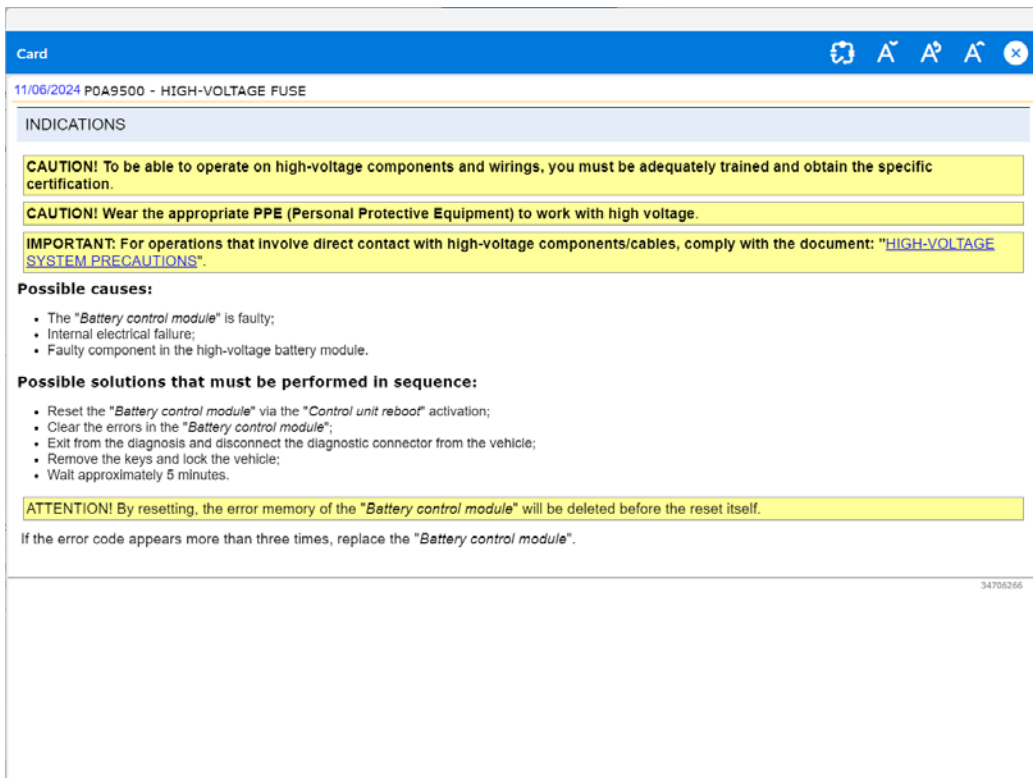 Card
11/06/2024 P0A9500 - HIGH-VOLTAGE FUSE
INDICATIONS
CAUTION! To be able to operate on high-voltage components and wirings, you must be adequately trained and obtain the specific
certification.
CAUTION! Wear the appropriate PPE (Personal Protective Equipment) to work with high voltage.
IMPORTANT: For operations that involve direct contact with high-voltage components/cables, comply with the document: "HIGH-VOLTAGE
SYSTEM PRECAUTIONS".
Possible causes:
• The "Battery control module" is faulty;
• Internal electrical failure;
• Faulty component in the high-voltage battery module.
Possible solutions that must be performed in sequence:
• Reset the "Battery control module" via the "Control unit reboot" activation;
• Clear the errors in the "Battery control module";
• Exit from the diagnosis and disconnect the diagnostic connector from the vehicle;
• Remove the keys and lock the vehicle;
• Wait approximately 5 minutes.
ATTENTION! By resetting, the error memory of the "Battery control module" will be deleted before the reset itself.
If the error code appears more than three times, replace the "Battery control module".
34706266